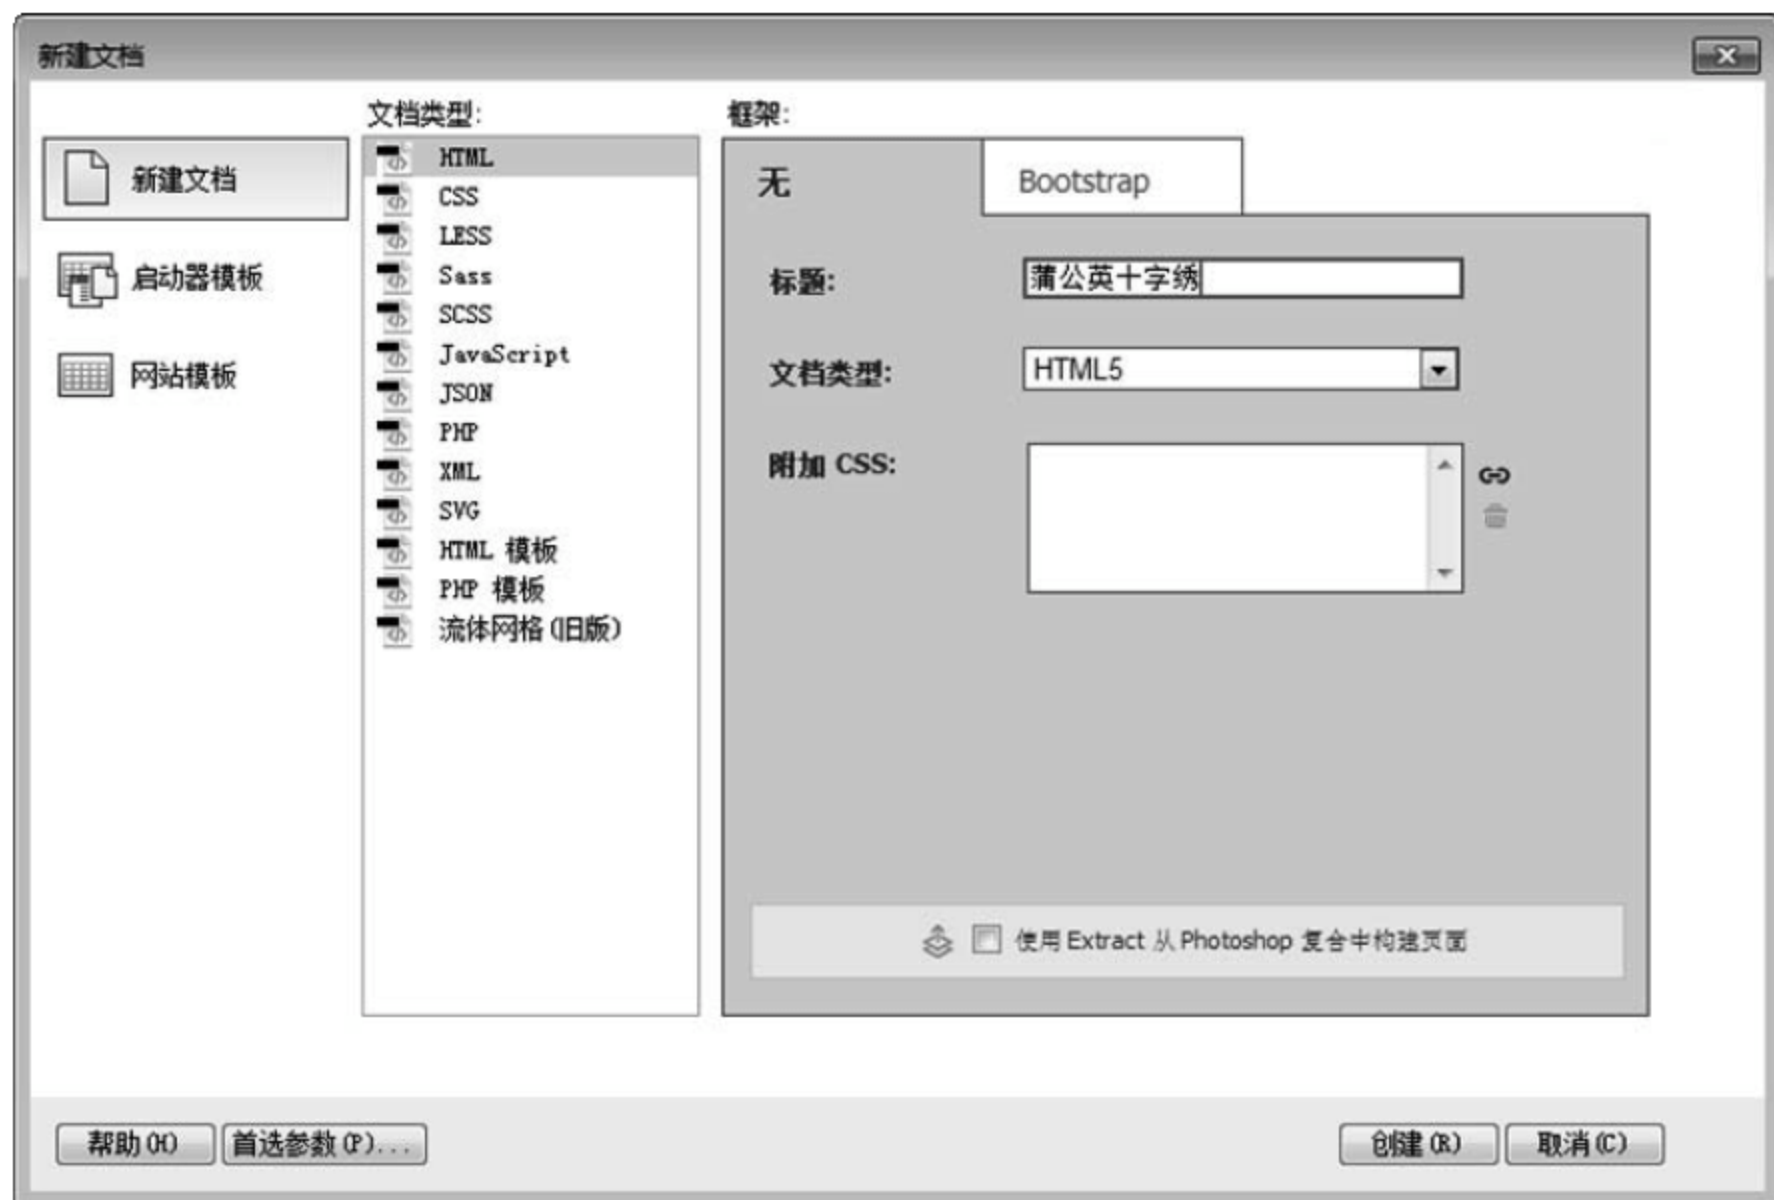 新建文档
文档类型:
框架:
新建文档
启动器模板
网站模板
HTML
CSS
LESS
Sass
SCSS
JavaScript
JSON
PHP
XML
SVG
HTML 模板
PHP 模板
流体网格(旧版)
无
Bootstrap
标题:
蒲公英十字绣
文档类型:
HTML5
附加 CSS:
使用 Extract 从 Photoshop 复合中构建页面
帮助(H)
首选参数(P)...
创建(R)
取消(C)